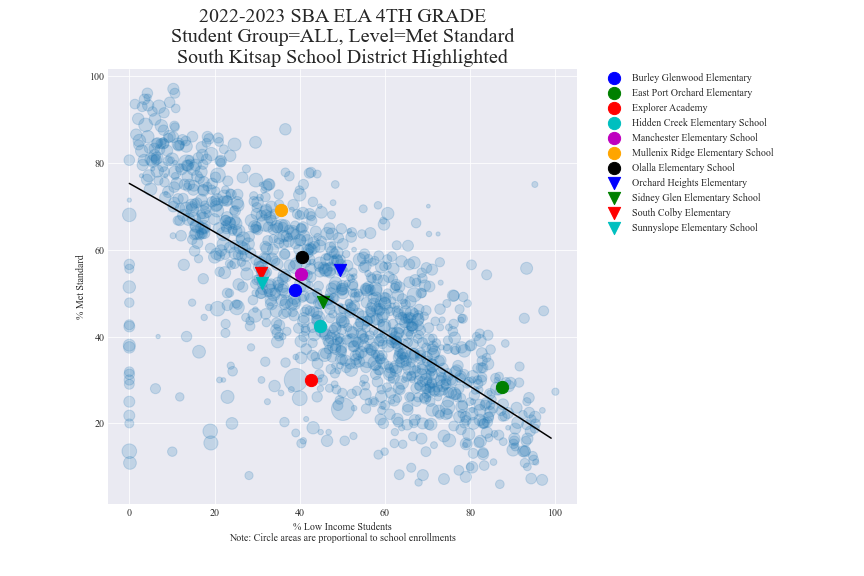 2022-2023 SBA ELA 4TH GRADE
Student Group=ALL, Level=Met Standard
South Kitsap School District Highlighted
% Met Standard
100
80
60
40
20
0
20
40
60
80
100
% Low Income Students
Note: Circle areas are proportional to school enrollments
Burley Glenwood Elementary
East Port Orchard Elementary
Explorer Academy
Hidden Creek Elementary School
Manchester Elementary School
Mullenix Ridge Elementary School
Olalla Elementary School
Orchard Heights Elementary
Sidney Glen Elementary School
South Colby Elementary
Sunnyslope Elementary School